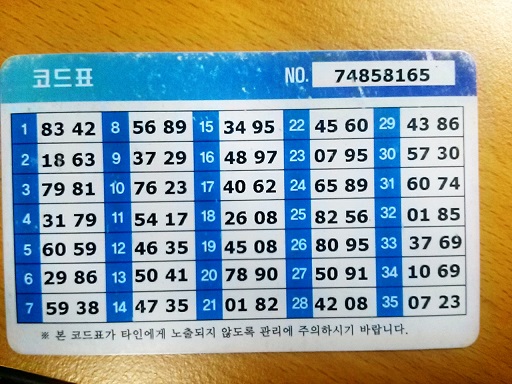 코드표 NO. 74858165
1 83 42 8 56 89 15 34 95 22 45 60 29 43 86
2 18 63 9 37 29 16 48 97 23 07 95 30 57 30
3 79 81 10 76 23 17 40 62 24 65 89 31 60 74
4 31 79 11 54 17 18 26 08 25 82 56 32 01 85
5 60 59 12 46 35 19 45 08 26 80 95 33 37 69
6 29 86 13 50 41 20 78 90 27 50 91 34 10 69
7 59 38 14 47 35 21 01 82 28 42 08 35 07 23
※ 본 코드표가 타인에게 노출되지 않도록 관리에 주의하시기 바랍니다.